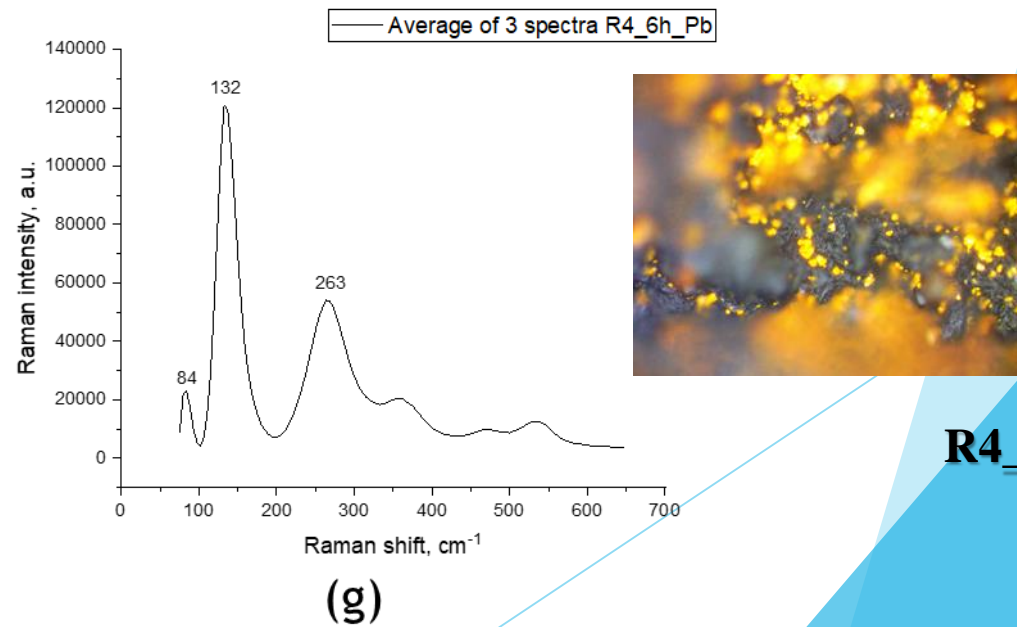 Average of 3 spectra R4_6h_Pb
140000
120000
100000
80000
60000
40000
20000
0
Raman intensity, a.u.
132
263
84
0 100 200 300 400 500 600 700
Raman shift, cm-1
(g)
R4_